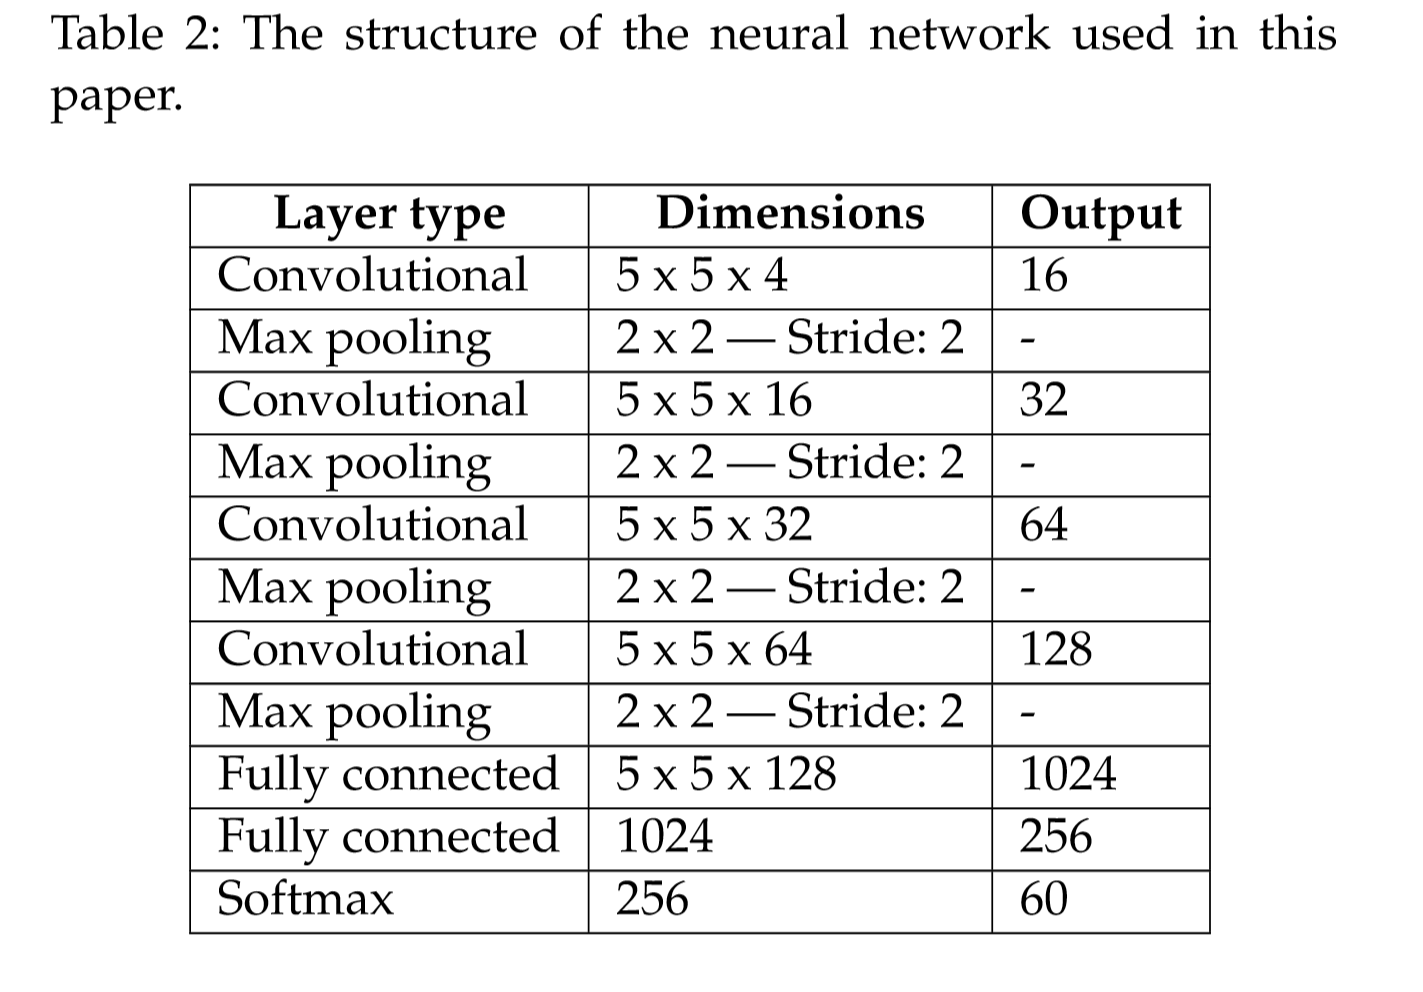 Table 2: The structure of the neural network used in this
paper.
Layer type Dimensions Output
Convolutional 5 x 5 x 4 16
Max pooling 2 x 2 — Stride: 2 -
Convolutional 5 x 5 x 16 32
Max pooling 2 x 2 — Stride: 2 -
Convolutional 5 x 5 x 32 64
Max pooling 2 x 2 — Stride: 2 -
Convolutional 5 x 5 x 64 128
Max pooling 2 x 2 — Stride: 2 -
Fully connected 5 x 5 x 128 1024
Fully connected 1024 256
Softmax 256 60